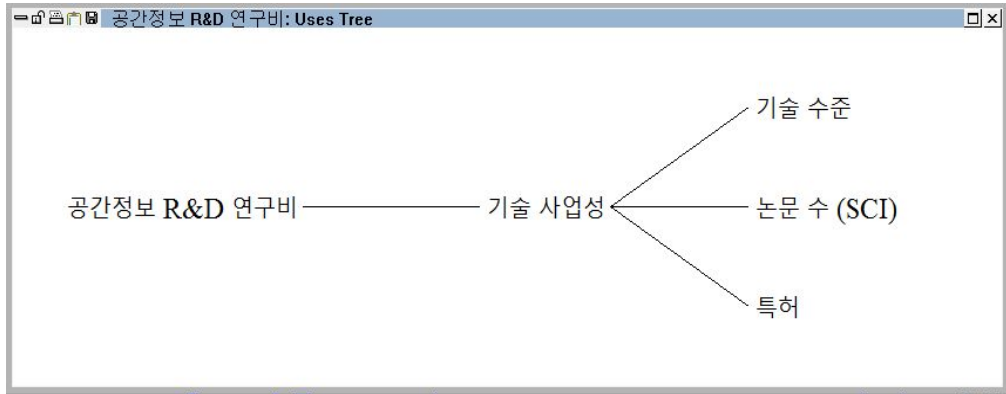 공간정보 R&D 연구비: Uses Tree
기술 수준
공간정보 R&D 연구비
기술 사업성
논문 수 (SCI)
특허